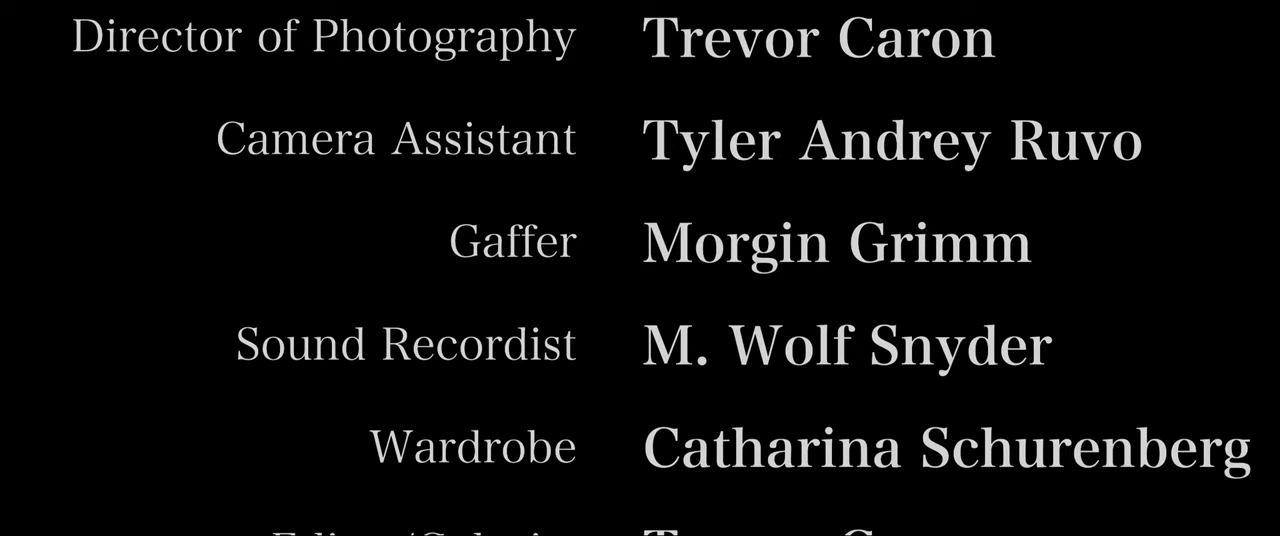 Director of Photography Trevor Caron
Camera Assistant Tyler Andrey Ruvo
Gaffer Morgin Grimm
Sound Recordist M. Wolf Snyder
Wardrobe Catharina Schurenberg